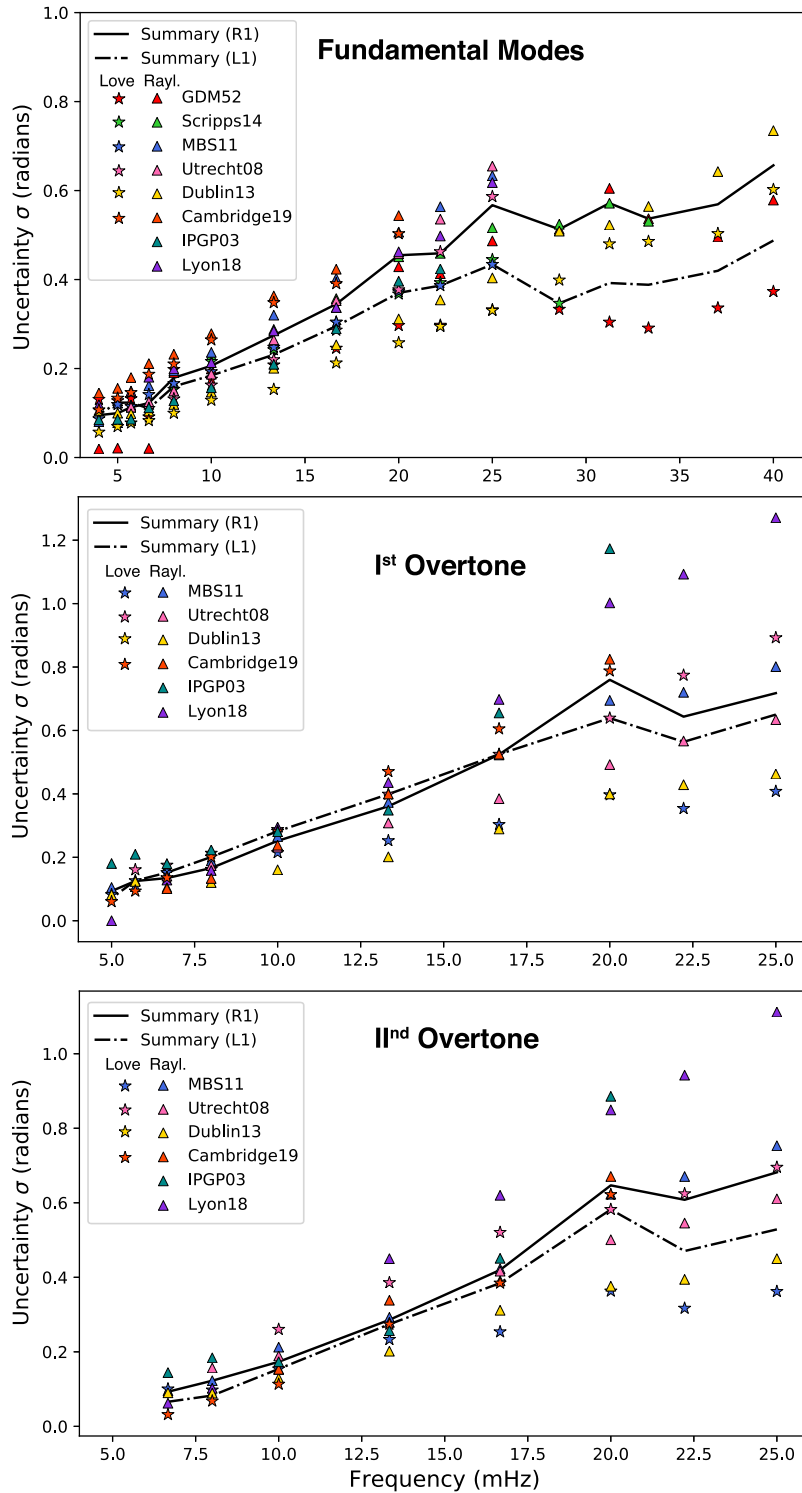 Fundamental Modes
Summary (R1)
Summary (L1)
Love Rayl.
GDM52
Scripps14
MBS11
Utrecht08
Dublin13
Cambridge19
IPGP03
Lyon18
Uncertainty σ (radians)
1.0
0.8
0.6
0.4
0.2
0.0
5 10 15 20 25 30 35 40
Ist Overtone
Summary (R1)
Summary (L1)
Love Rayl.
MBS11
Utrecht08
Dublin13
Cambridge19
IPGP03
Lyon18
Uncertainty σ (radians)
1.2
1.0
0.8
0.6
0.4
0.2
0.0
5.0 7.5 10.0 12.5 15.0 17.5 20.0 22.5 25.0
IInd Overtone
Summary (R1)
Summary (L1)
Love Rayl.
MBS11
Utrecht08
Dublin13
Cambridge19
IPGP03
Lyon18
Uncertainty σ (radians)
1.0
0.8
0.6
0.4
0.2
0.0
5.0 7.5 10.0 12.5 15.0 17.5 20.0 22.5 25.0
Frequency (mHz)